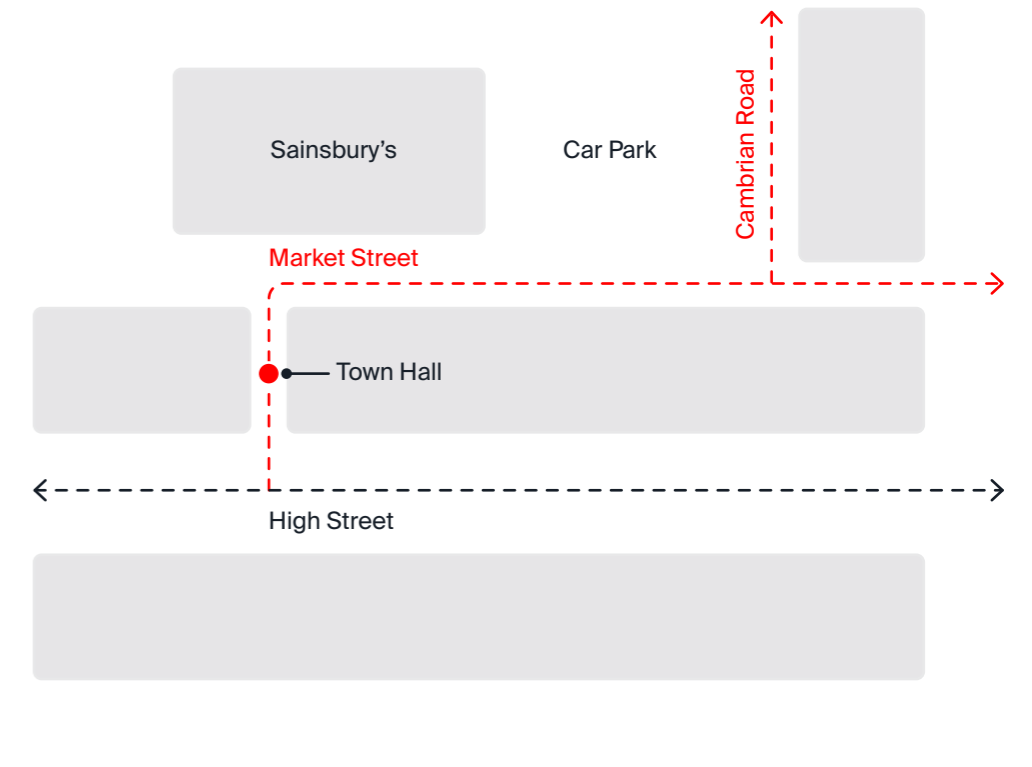 Sainsbury’s
Car Park
Cambrian Road
Market Street
Town Hall
High Street